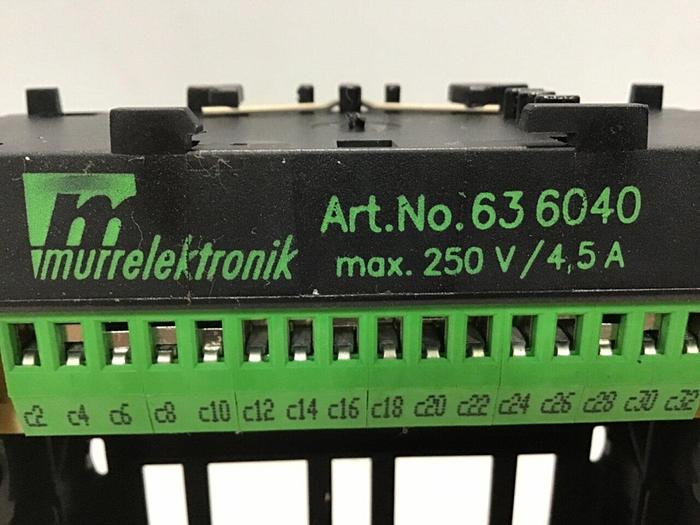 murrelektronik
Art.No.63 6040
max. 250 V/4,5 A
c2 c4 c6 c8 c10 c12 c14 c16 c18 c20 c22 c24 c26 c28 c30 c32